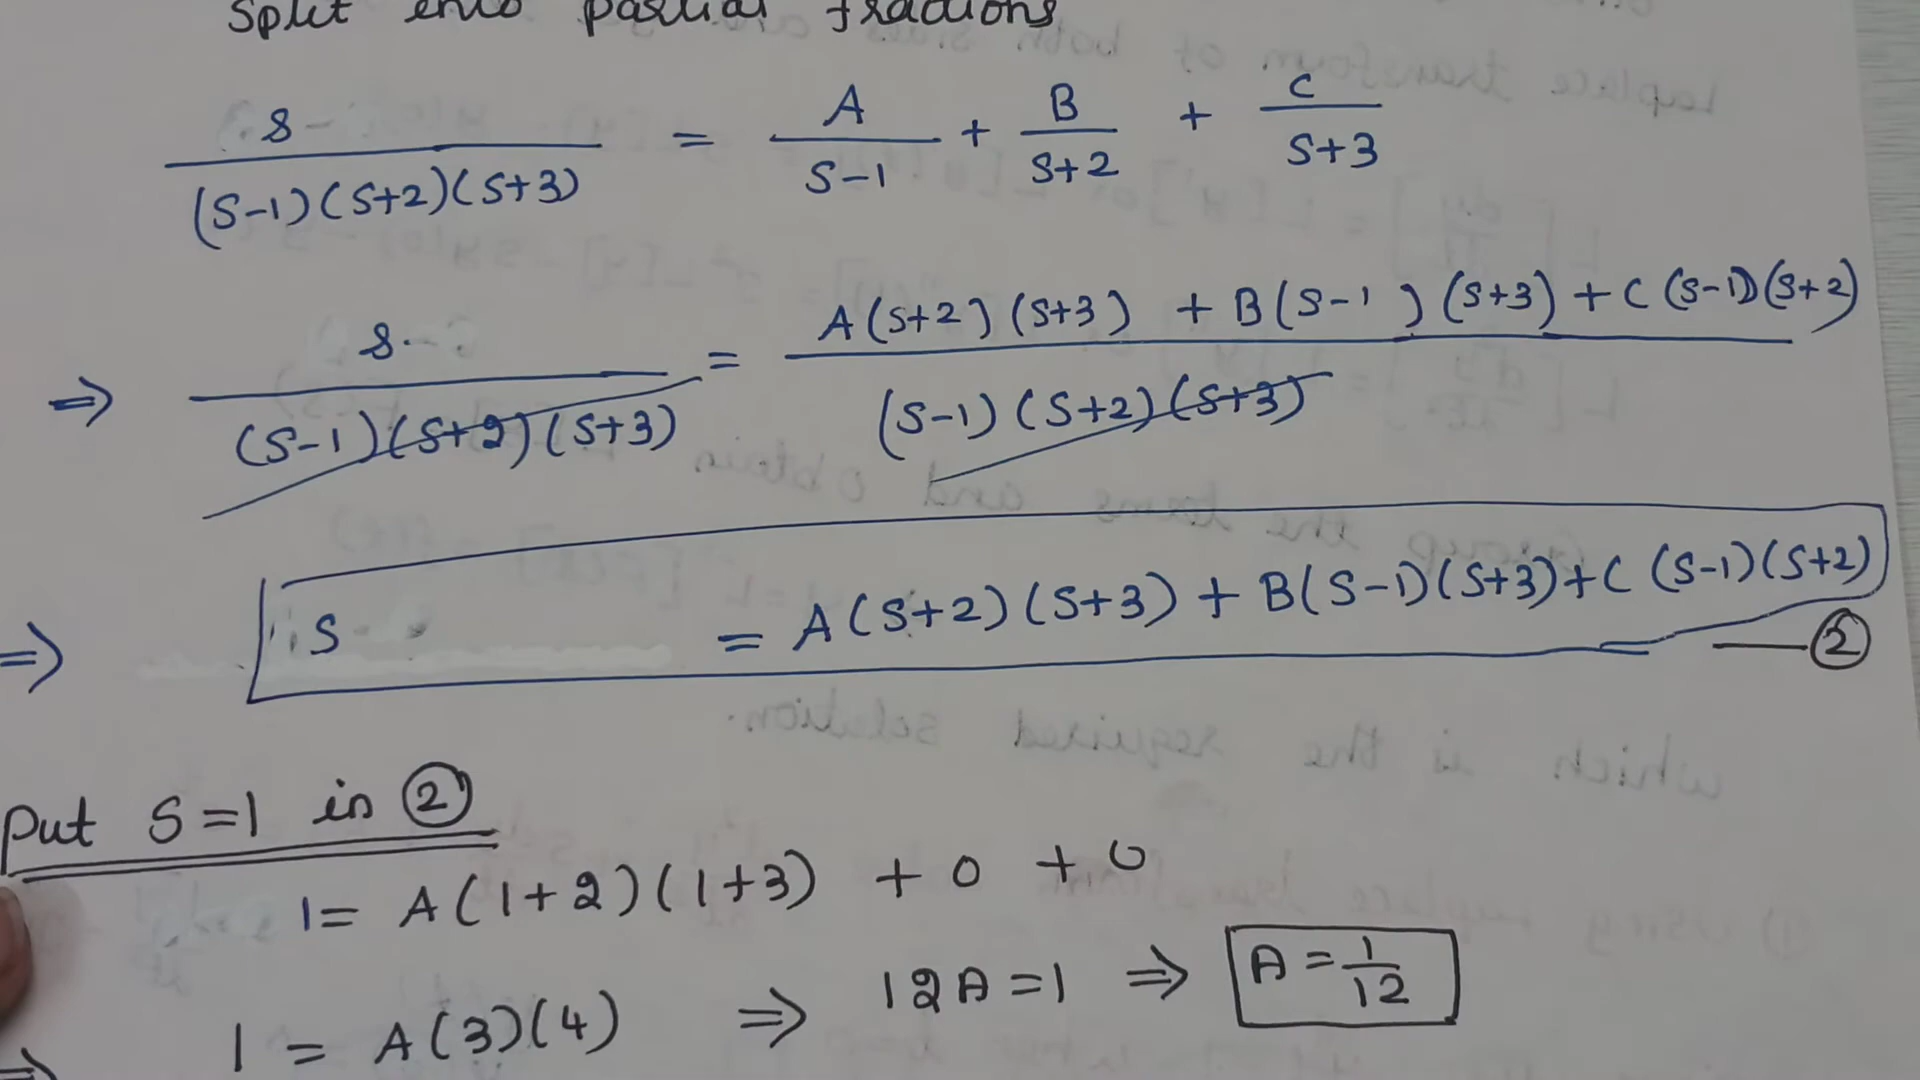 Split into partial fractions
s / (s-1)(s+2)(s+3) = A / s-1 + B / s+2 + C / s+3
⇒ s / (s-1)(s+2)(s+3) = A(s+2)(s+3) + B(s-1)(s+3) + C(s-1)(s+2) / (s-1)(s+2)(s+3)
⇒ s = A(s+2)(s+3) + B(s-1)(s+3) + C(s-1)(s+2) — ②
Put s=1 in ②
1 = A(1+2)(1+3) + 0 + 0
⇒ 1 = A(3)(4) ⇒ 12A = 1 ⇒ A = 1/12